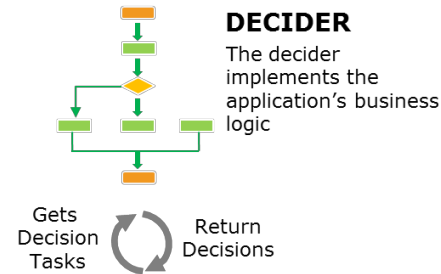 DECIDER
The decider
implements the
application's business
logic
Gets
Decision
Tasks
Return
Decisions